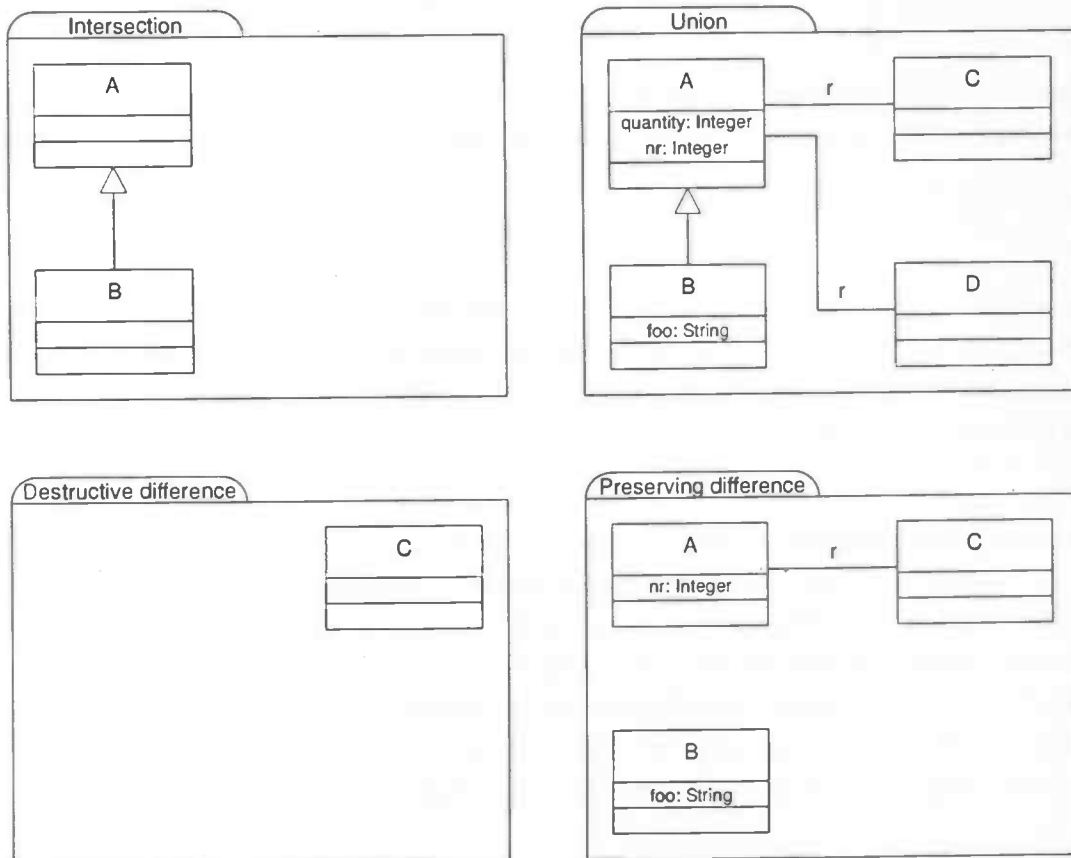 Intersection
A
B
Union
A
quantity: Integer
nr: Integer
r
C
B
foo: String
r
D
Destructive difference
C
Preserving difference
A
nr: Integer
r
C
B
foo: String